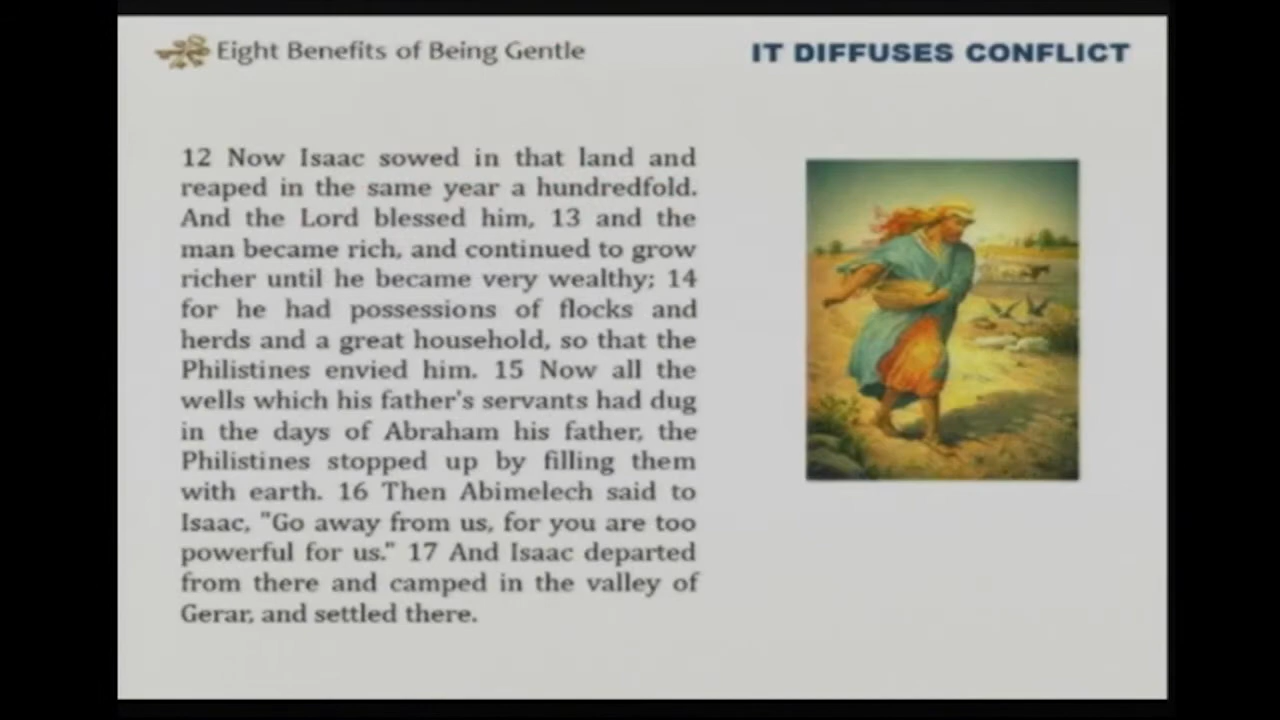 Eight Benefits of Being Gentle
IT DIFFUSES CONFLICT
12 Now Isaac sowed in that land and
reaped in the same year a hundredfold.
And the Lord blessed him, 13 and the
man became rich, and continued to grow
richer until he became very wealthy; 14
for he had possessions of flocks and
herds and a great household, so that the
Philistines envied him. 15 Now all the
wells which his father's servants had dug
in the days of Abraham his father, the
Philistines stopped up by filling them
with earth. 16 Then Abimelech said to
Isaac, "Go away from us, for you are too
powerful for us." 17 And Isaac departed
from there and camped in the valley of
Gerar, and settled there.